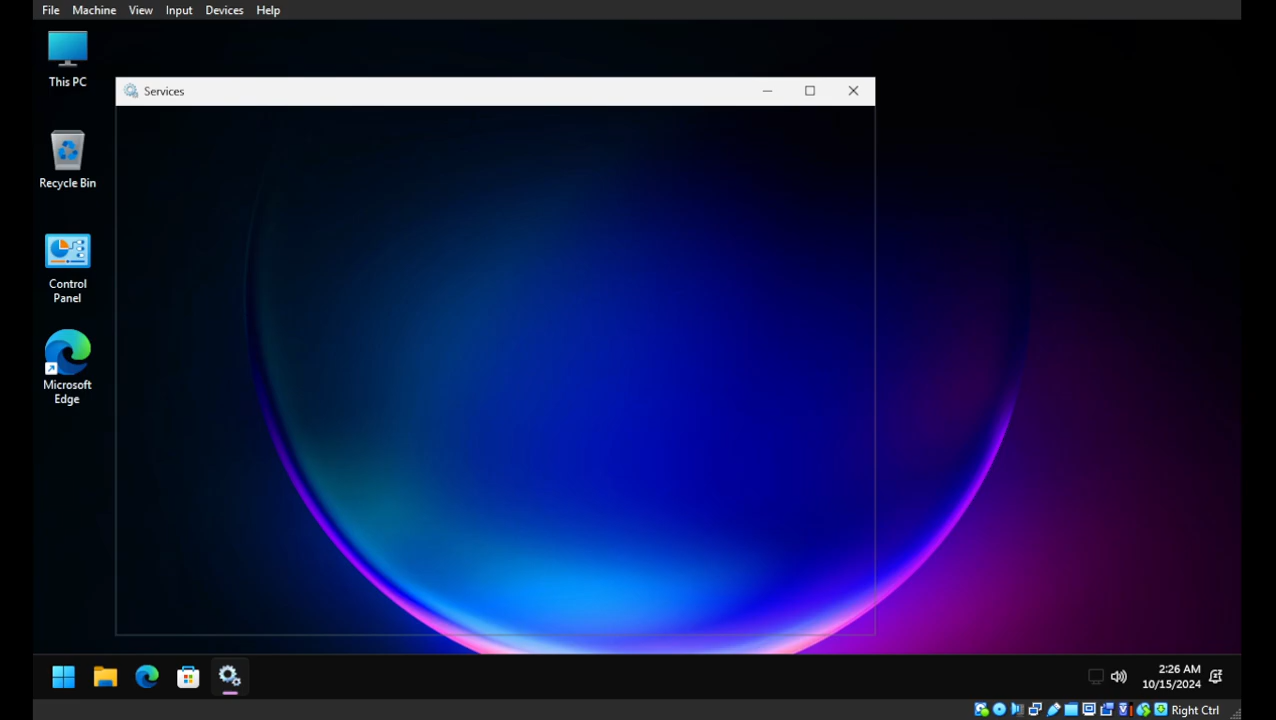 File Machine View Input Devices Help
This PC
Services
Recycle Bin
Control
Panel
Microsoft
Edge
2:26 AM
10/15/2024
Right Ctrl